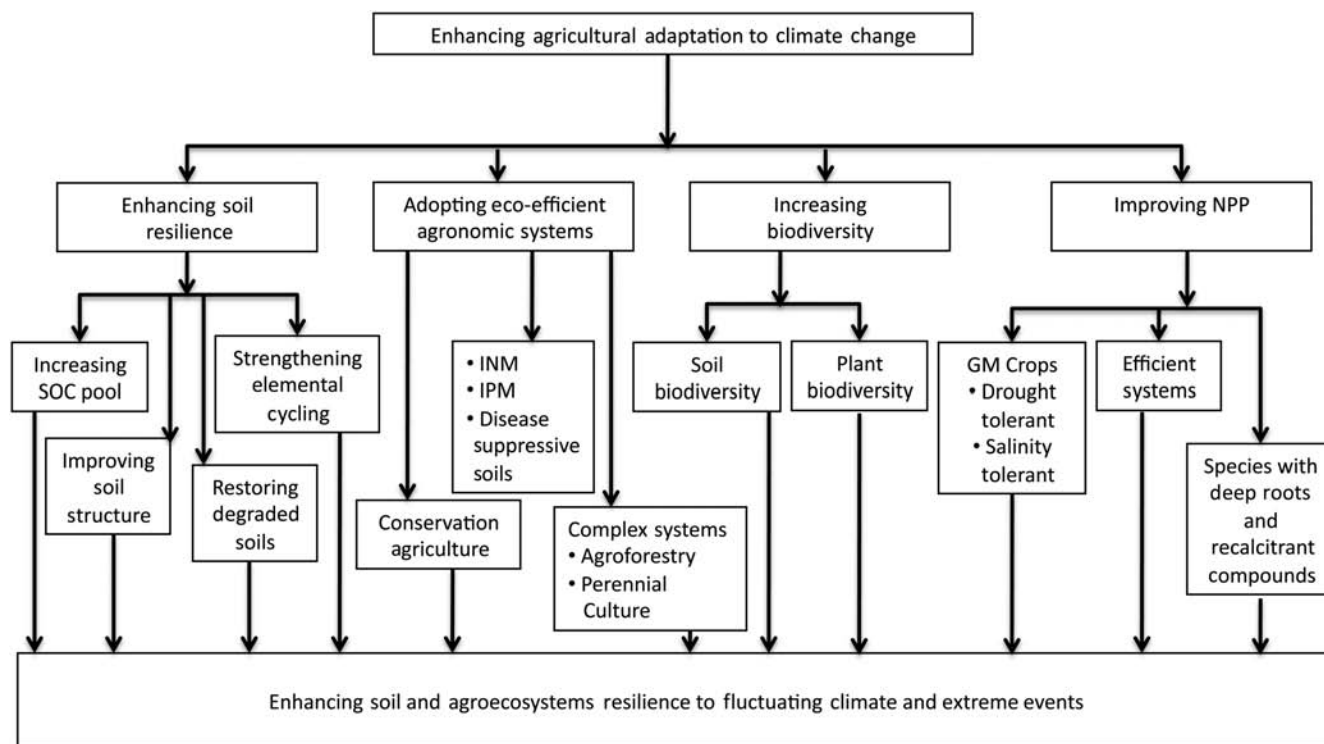 Enhancing agricultural adaptation to climate change
Enhancing soil
resilience
Adopting eco-efficient
agronomic systems
Increasing
biodiversity
Improving NPP
Increasing
SOC pool
Improving
soil
structure
Restoring
degraded
soils
Strengthening
elemental
cycling
Conservation
agriculture
• INM
• IPM
• Disease
suppressive
soils
Complex systems
• Agroforestry
• Perennial
Culture
Soil
biodiversity
Plant
biodiversity
GM Crops
• Drought
tolerant
• Salinity
tolerant
Efficient
systems
Species with
deep roots
and
recalcitrant
compounds
Enhancing soil and agroecosystems resilience to fluctuating climate and extreme events